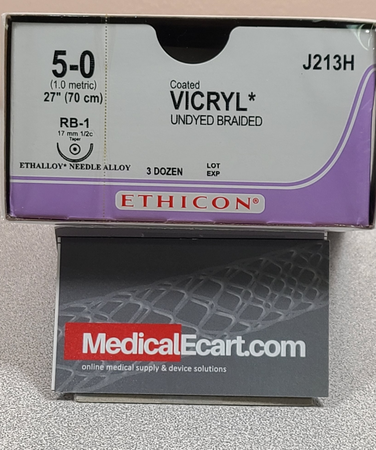 5-0
(1.0 metric)
27" (70 cm)
RB-1
17 mm 1/2c
Taper
ETHALLOY* NEEDLE ALLOY
Coated
VICRYL*
UNDYED BRAIDED
J213H
3 DOZEN
LOT
EXP
ETHICON®
MedicalEcart.com
online medical supply & device solutions